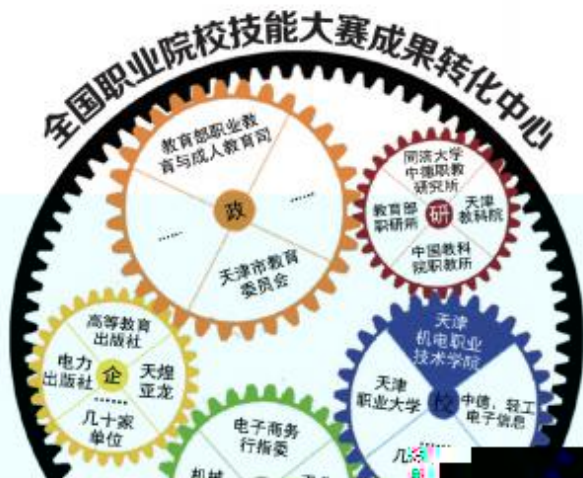 全国职业院校技能大赛成果转化中心
教育部职业教
育与成人教育司
……
政
……
天津市教育
委员会
同济大学
中德职教
研究所
教育部
职研所
研
天津
教科院
中国教科
院职教所
高等教育
出版社
电力
出版社
企
天煌
亚龙
……
几十家
单位
天津
机电职业
技术学院
天津
职业大学
校
中德，轻工
电子信息
……
电子商务
行指委
机械